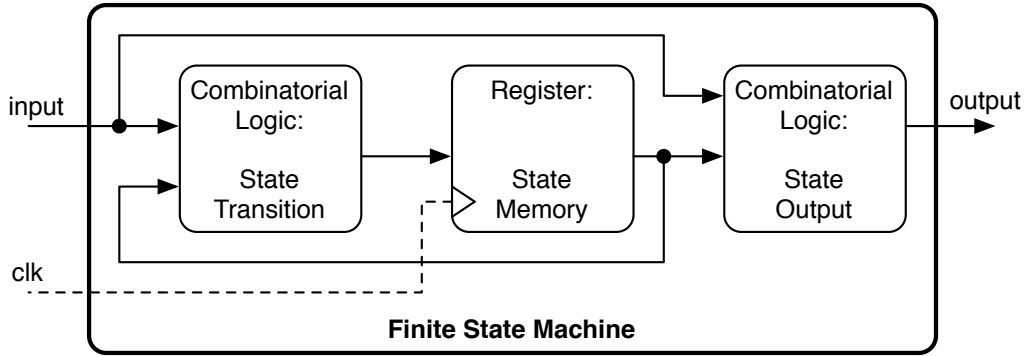 input
Combinatorial
Logic:
State
Transition
Register:
State
Memory
Combinatorial
Logic:
State
Output
output
clk
Finite State Machine